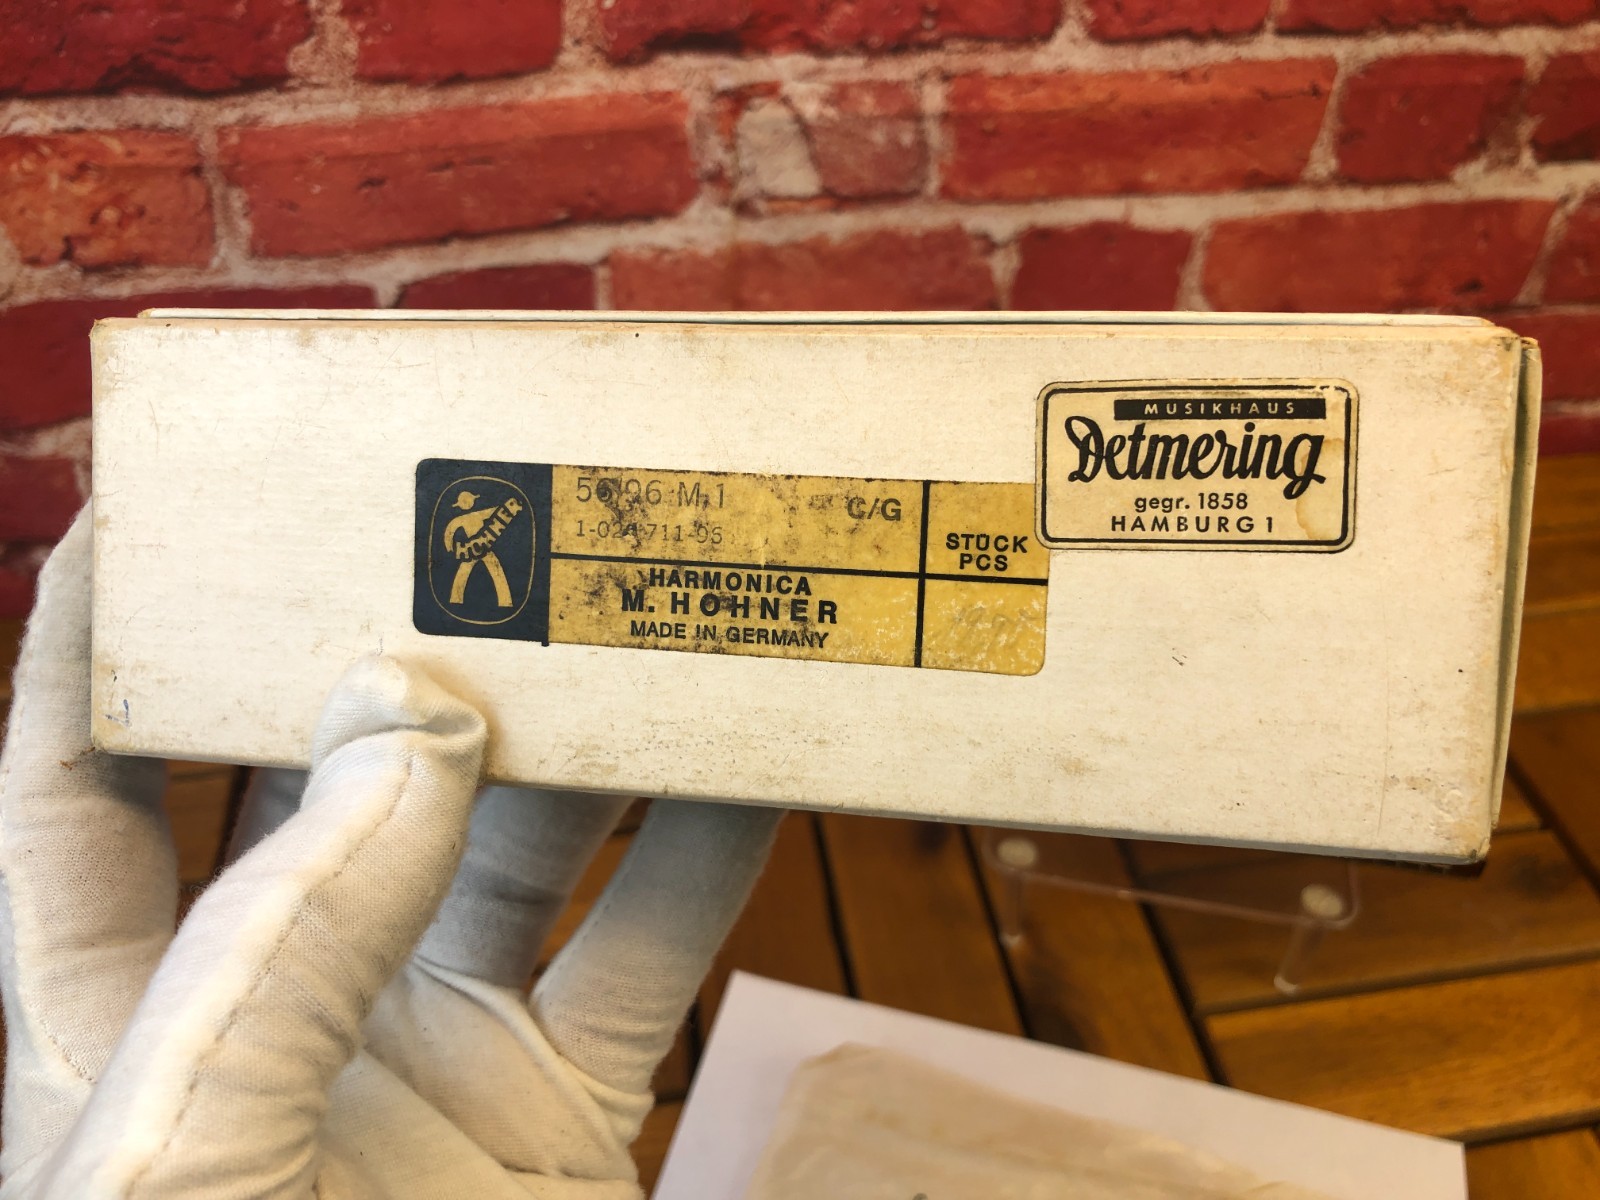 HOHNER
56/96 M.1
C/G
1-024 711-96
STÜCK
PCS
HARMONICA
M. HOHNER
MADE IN GERMANY
MUSIKHAUS
Detmering
gegr. 1858
HAMBURG 1